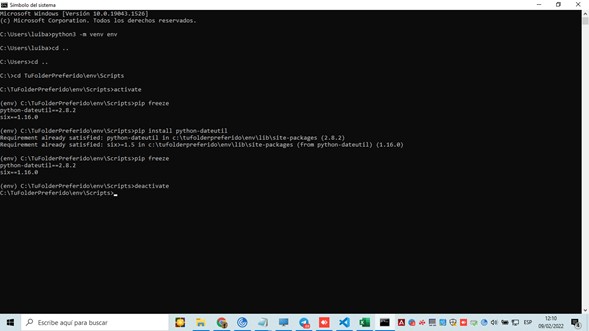 Símbolo del sistema
Microsoft Windows [Versión 10.0.19043.1526]
(c) Microsoft Corporation. Todos los derechos reservados.
C:\Users\luiba>python3 -m venv env
C:\Users\luiba>cd ..
C:\Users>cd ..
C:\>cd TuFolderPreferido\env\Scripts
C:\TuFolderPreferido\env\Scripts>activate
(env) C:\TuFolderPreferido\env\Scripts>pip freeze
python-dateutil==2.8.2
six==1.16.0
(env) C:\TuFolderPreferido\env\Scripts>pip install python-dateutil
Requirement already satisfied: python-dateutil in c:\tufolderpreferido\env\lib\site-packages (2.8.2)
Requirement already satisfied: six>=1.5 in c:\tufolderpreferido\env\lib\site-packages (from python-dateutil) (1.16.0)
(env) C:\TuFolderPreferido\env\Scripts>pip freeze
python-dateutil==2.8.2
six==1.16.0
(env) C:\TuFolderPreferido\env\Scripts>deactivate
C:\TuFolderPreferido\env\Scripts>
Escribe aquí para buscar
ESP
12:10
09/02/2022